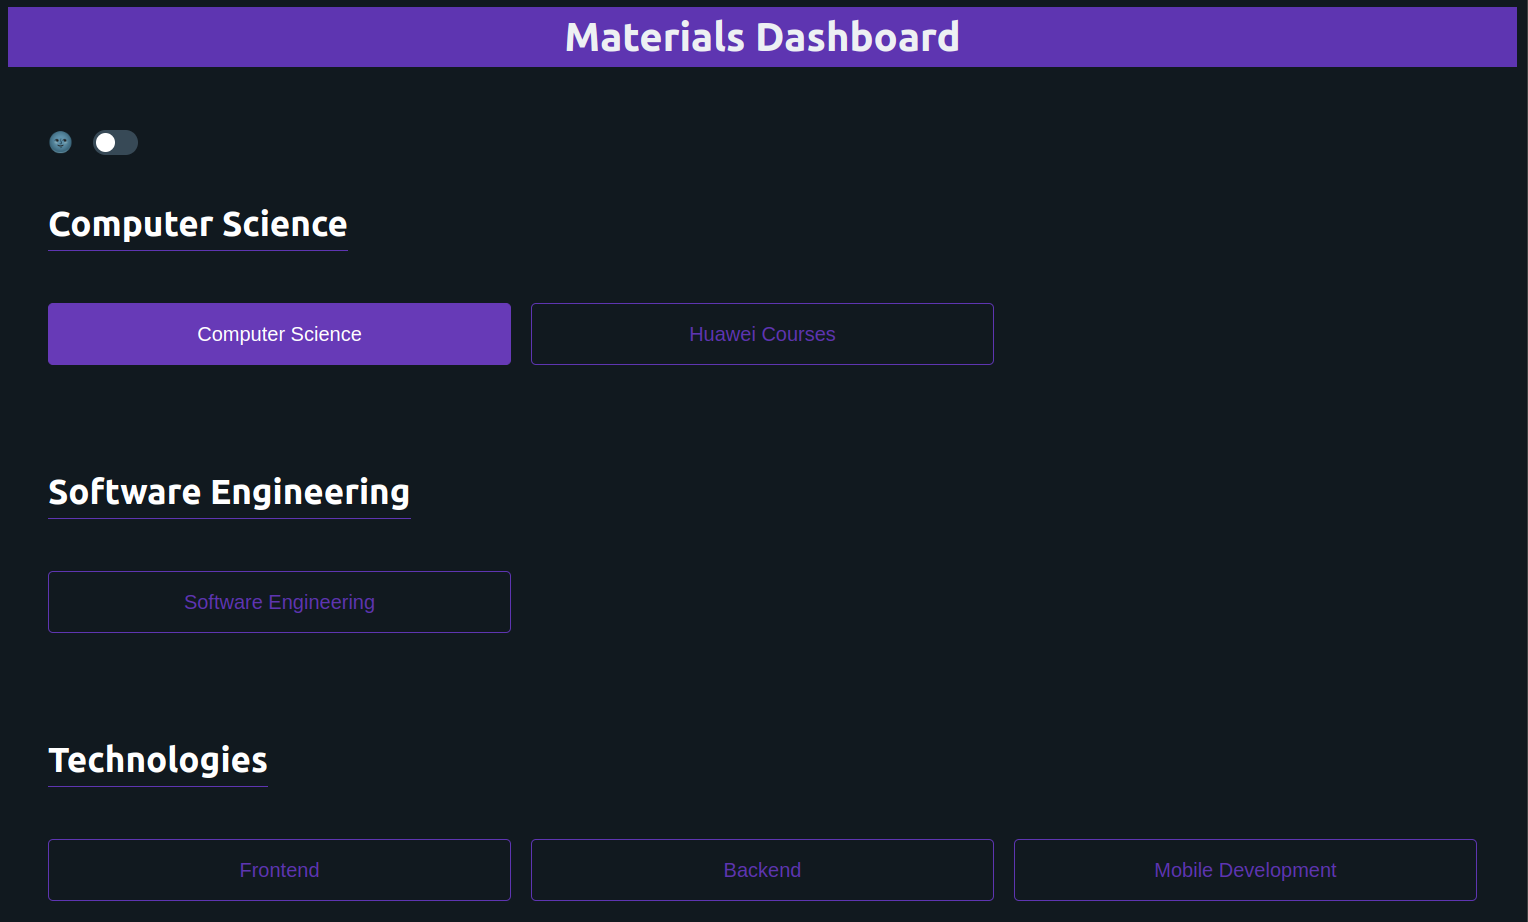 Materials Dashboard
Computer Science
Computer Science
Huawei Courses
Software Engineering
Software Engineering
Technologies
Frontend
Backend
Mobile Development